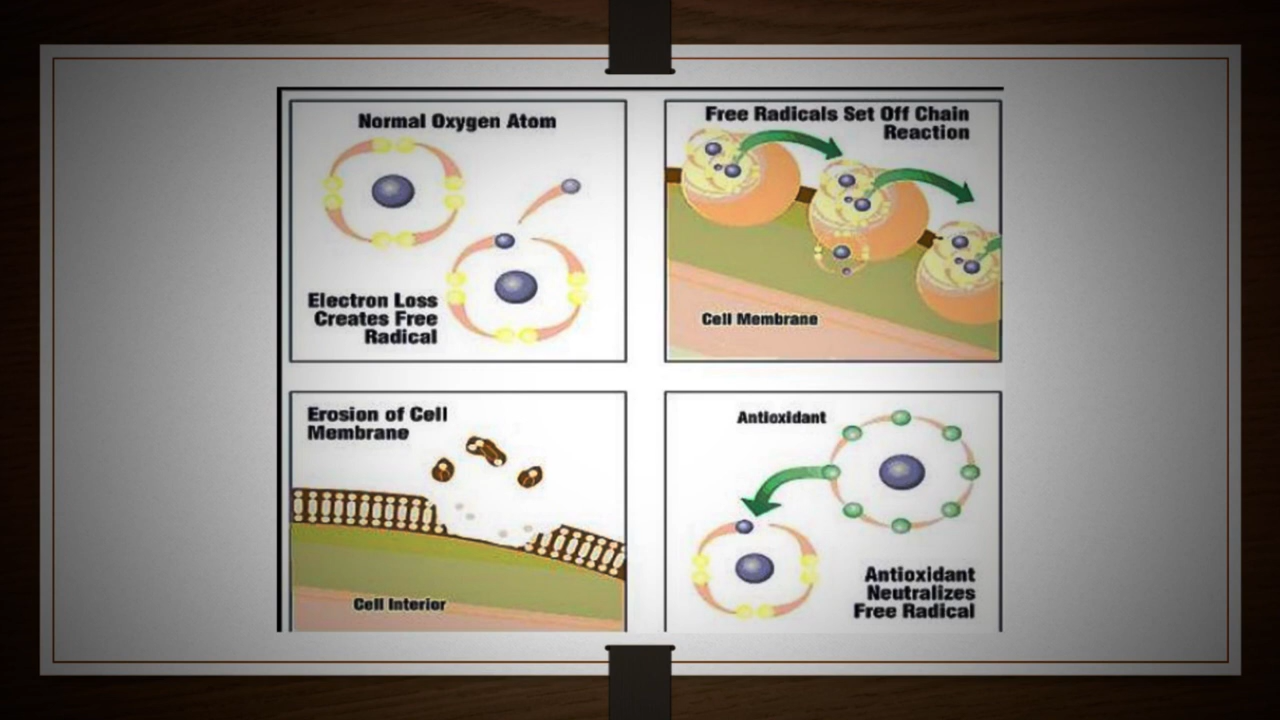 Normal Oxygen Atom
Electron Loss
Creates Free
Radical
Free Radicals Set Off Chain
Reaction
Cell Membrane
Erosion of Cell
Membrane
Cell Interior
Antioxidant
Antioxidant
Neutralizes
Free Radical